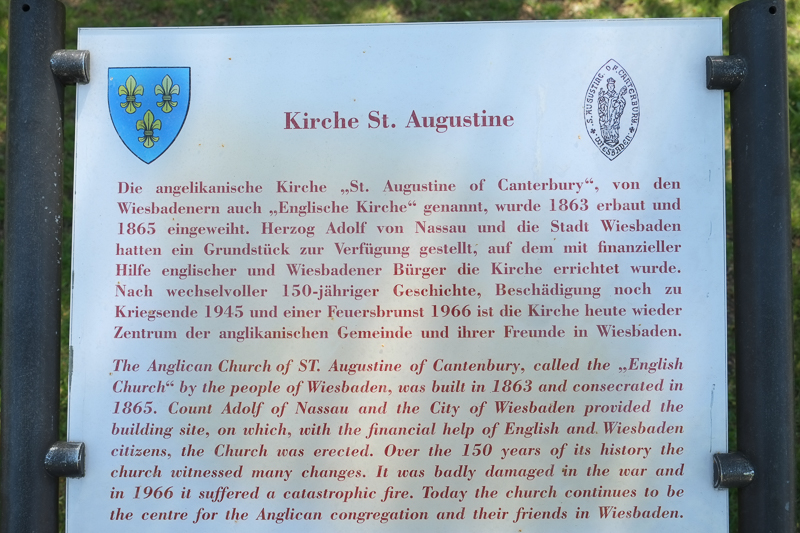 Kirche St. Augustine
S. AUGUSTINE OF CANTERBURY.
WIESBADEN
Die angelikanische Kirche „St. Augustine of Canterbury“, von den
Wiesbadenern auch „Englische Kirche“ genannt, wurde 1863 erbaut und
1865 eingeweiht. Herzog Adolf von Nassau und die Stadt Wiesbaden
hatten ein Grundstück zur Verfügung gestellt, auf dem mit finanzieller
Hilfe englischer und Wiesbadener Bürger die Kirche errichtet wurde.
Nach wechselvoller 150-jähriger Geschichte, Beschädigung noch zu
Kriegsende 1945 und einer Feuersbrunst 1966 ist die Kirche heute wieder
Zentrum der anglikanischen Gemeinde und ihrer Freunde in Wiesbaden.
The Anglican Church of ST. Augustine of Cantenbury, called the „English
Church“ by the people of Wiesbaden, was built in 1863 and consecrated in
1865. Count Adolf of Nassau and the City of Wiesbaden provided the
building site, on which, with the financial help of English and Wiesbaden
citizens, the Church was erected. Over the 150 years of its history the
church witnessed many changes. It was badly damaged in the war and
in 1966 it suffered a catastrophic fire. Today the church continues to be
the centre for the Anglican congregation and their friends in Wiesbaden.